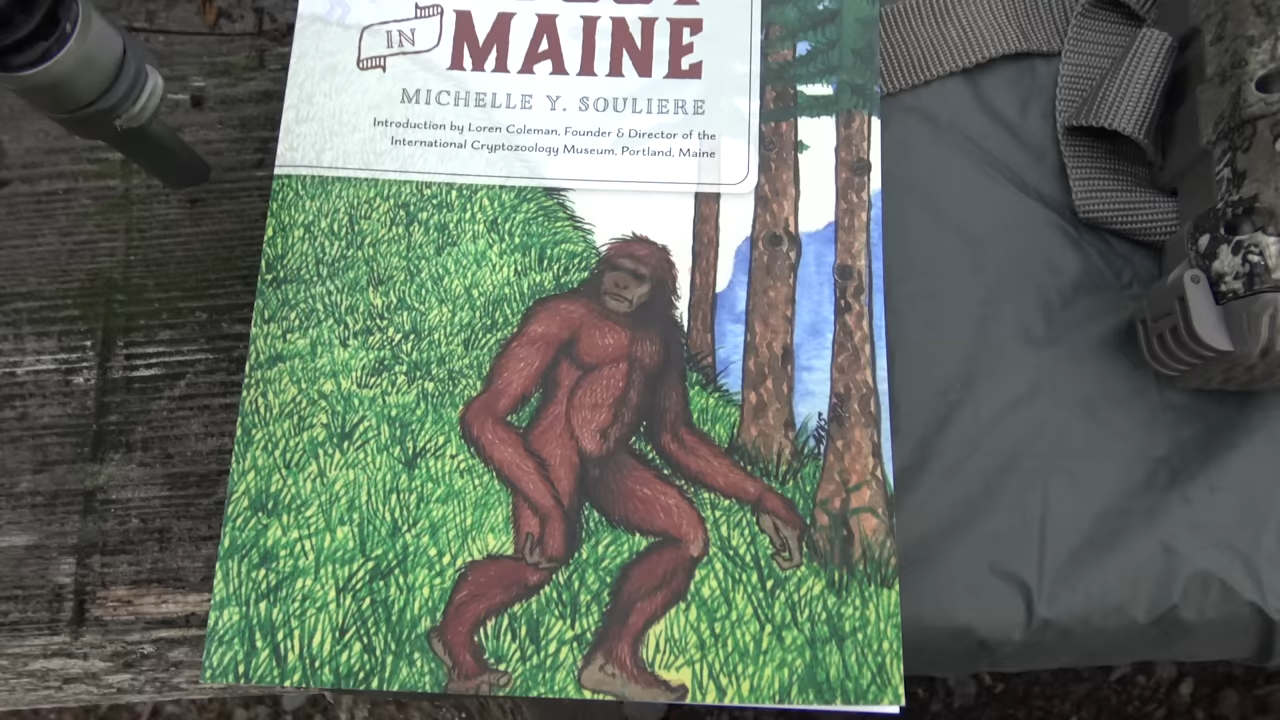 IN
MAINE
MICHELLE Y. SOULIERE
Introduction by Loren Coleman, Founder & Director of the
International Cryptozoology Museum, Portland, Maine